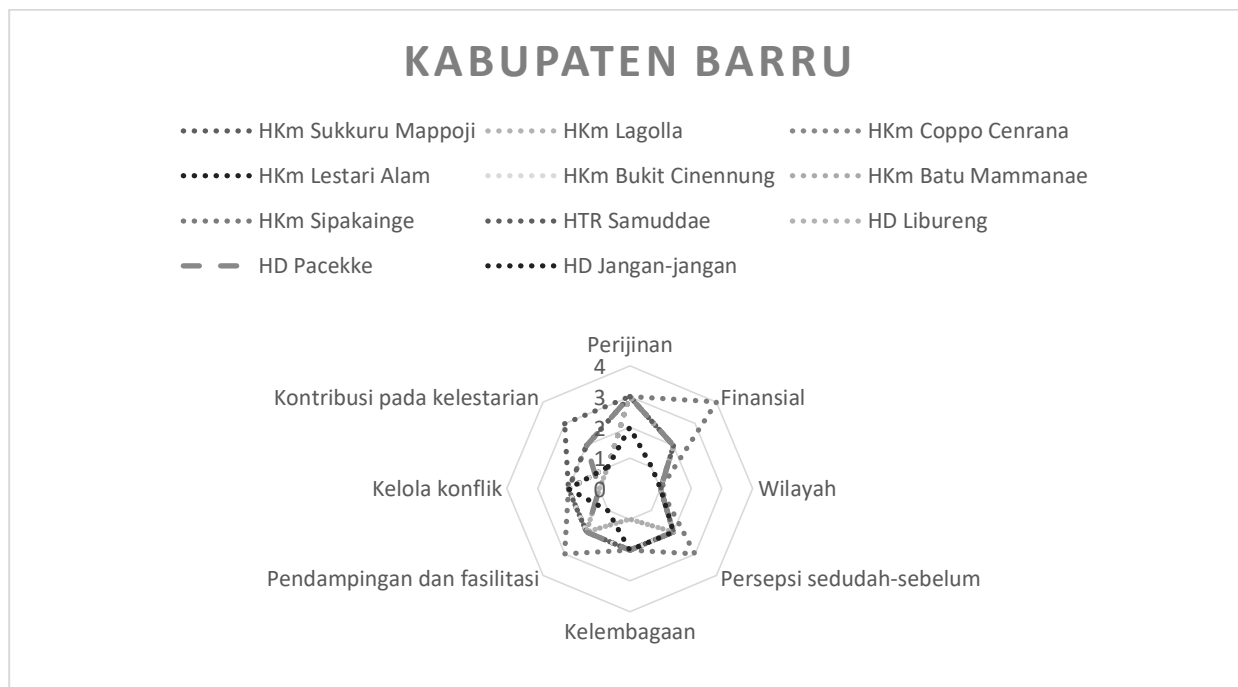 KABUPATEN BARRU
HKm Sukkuru Mappoji HKm Lagolla HKm Coppo Cenrana
HKm Lestari Alam HKm Bukit Cinennung HKm Batu Mammanae
HKm Sipakainge HTR Samuddae HD Libureng
HD Pacekke HD Jangan-jangan
Perijinan
4
Kontribusi pada kelestarian 3 Finansial
2
1
Kelola konflik 0 Wilayah
Pendampingan dan fasilitasi Persepsi sedudah-sebelum
Kelembagaan